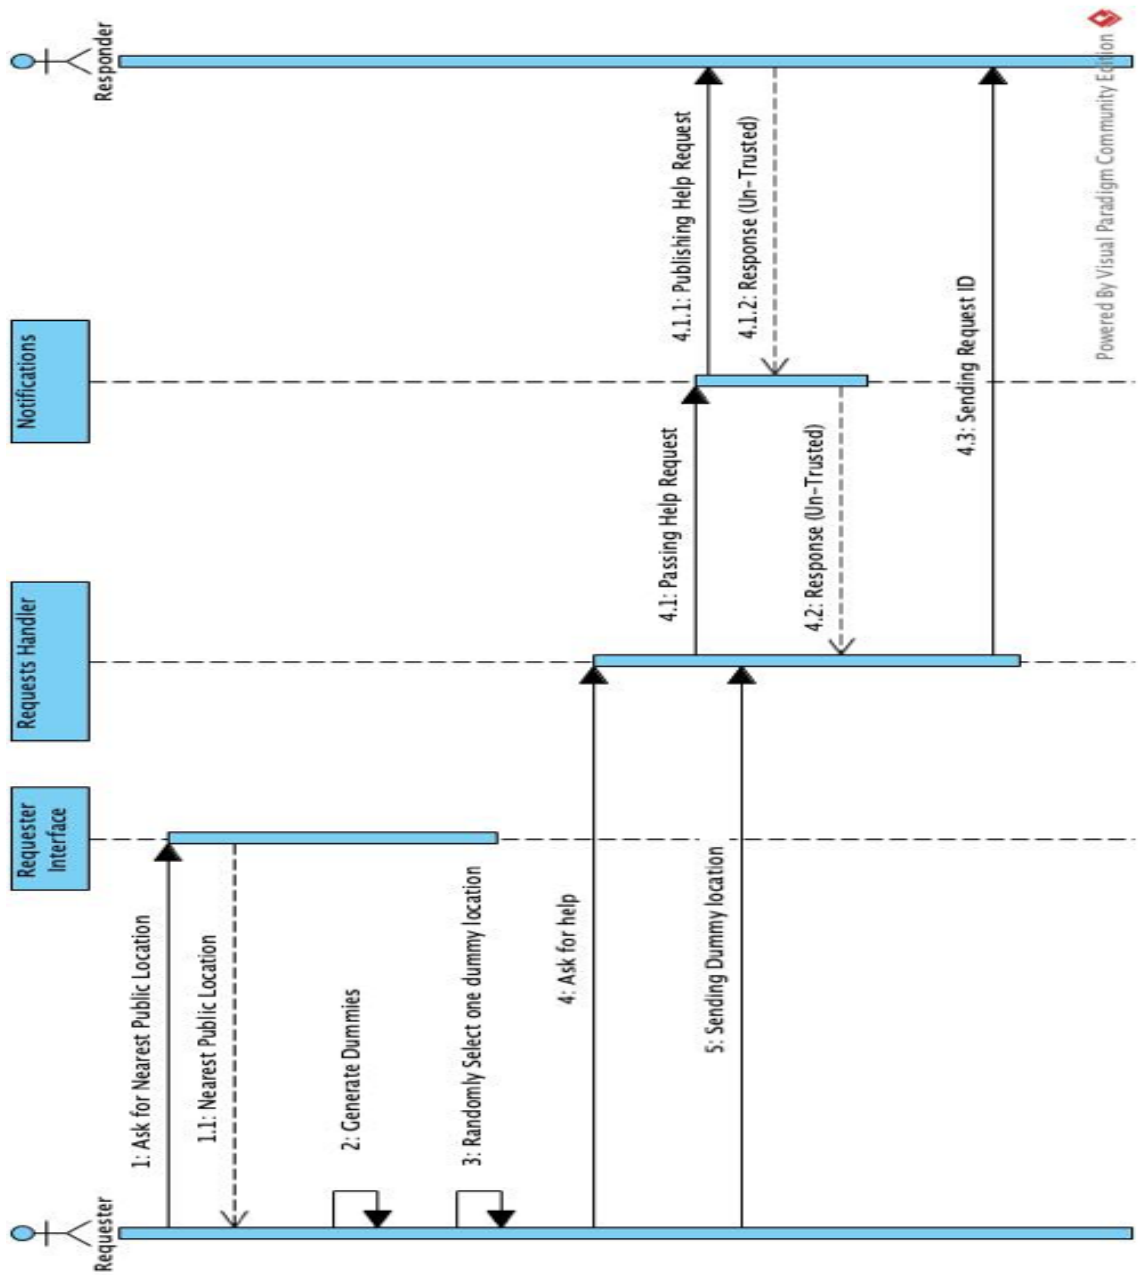 Requester
Requester
Interface
Requests Handler
Notifications
Responder
1: Ask for Nearest Public Location
1.1: Nearest Public Location
2: Generate Dummies
3: Randomly Select one dummy location
4: Ask for help
4.1: Passing Help Request
4.1.1: Publishing Help Request
5: Sending Dummy location
4.1.2: Response (Un-Trusted)
4.2: Response (Un-Trusted)
4.3: Sending Request ID
Powered By Visual Paradigm Community Edition